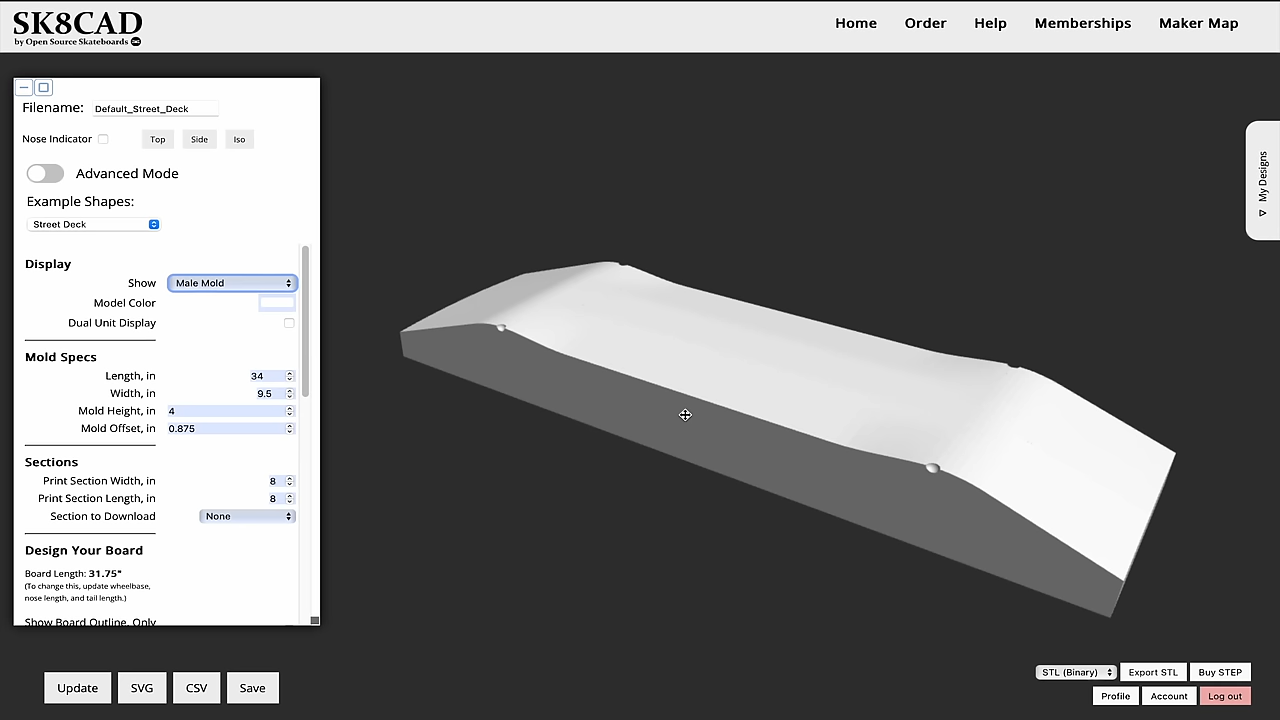 SK8CAD
by Open Source Skateboards
Home Order Help Memberships Maker Map
Filename: Default_Street_Deck
Nose Indicator Top Side Iso
Advanced Mode
Example Shapes:
Street Deck
Display
Show Male Mold
Model Color
Dual Unit Display
Mold Specs
Length, in 34
Width, in 9.5
Mold Height, in 4
Mold Offset, in 0.875
Sections
Print Section Width, in 8
Print Section Length, in 8
Section to Download None
Design Your Board
Board Length: 31.75"
(To change this, update wheelbase,
nose length, and tail length.)
Show Board Outline, Only
My Designs
Update SVG CSV Save
STL (Binary) Export STL Buy STEP
Profile Account Log out